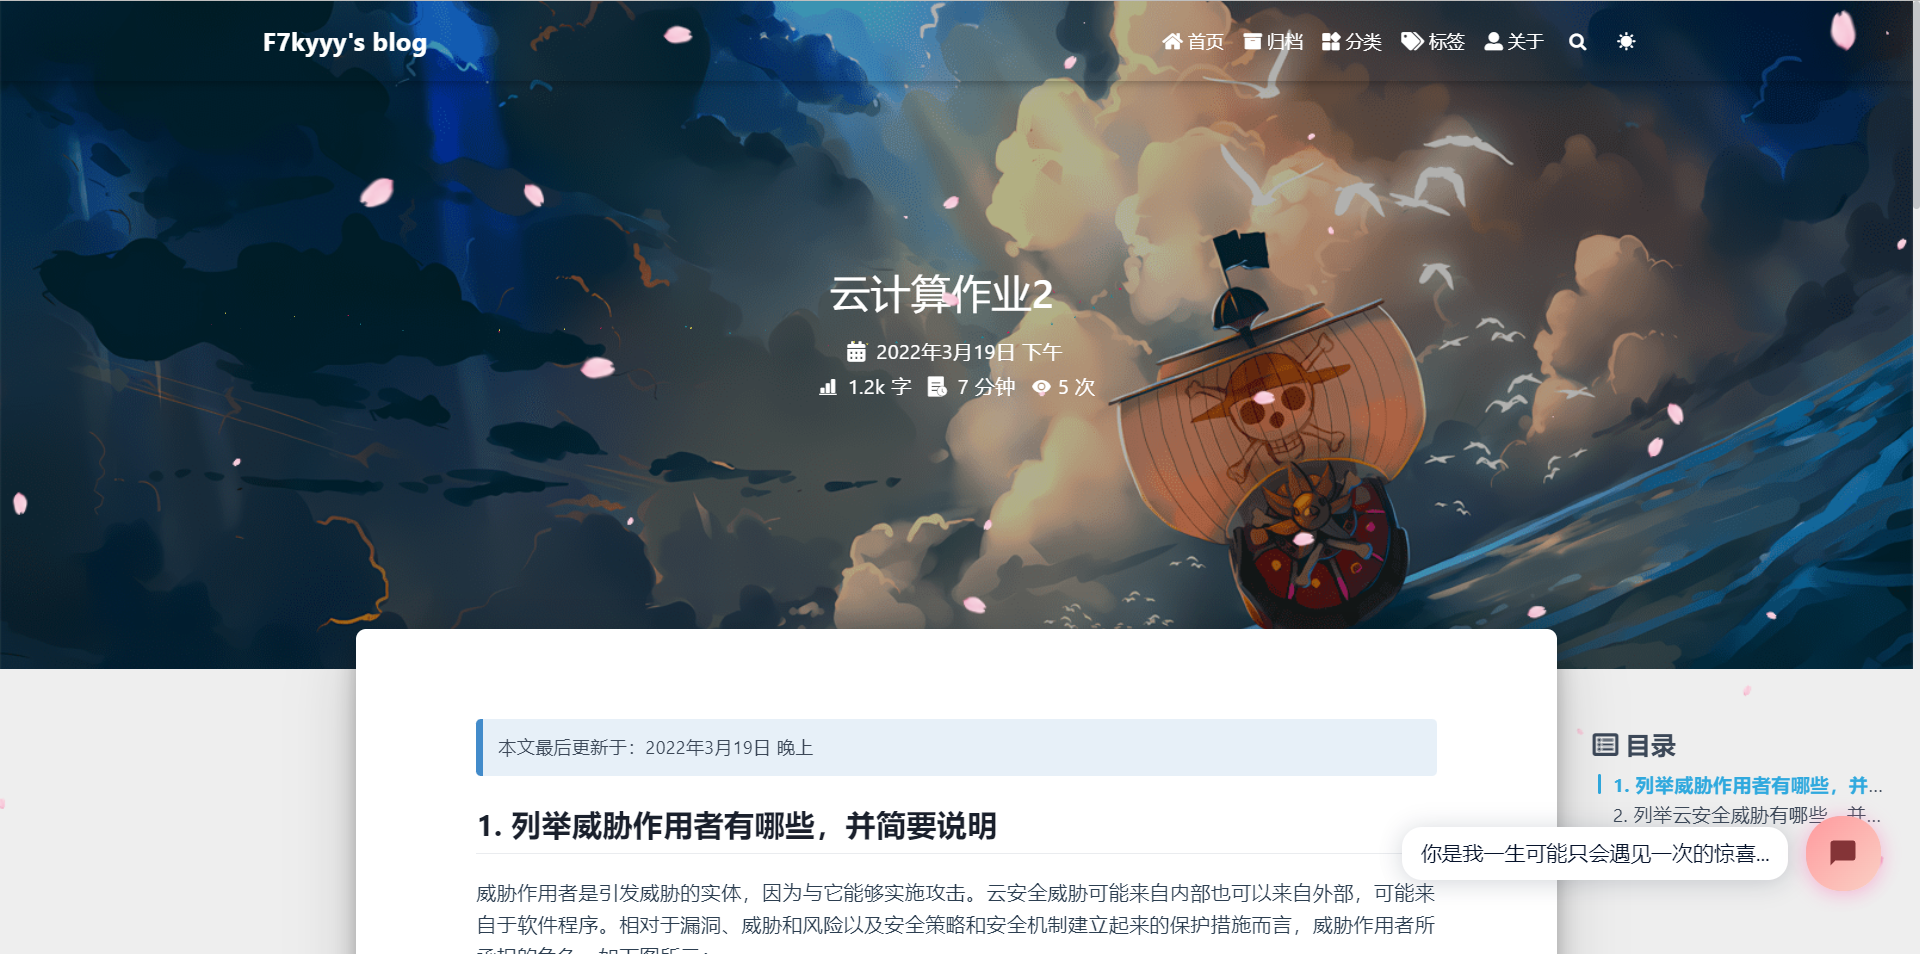 F7kyyy's blog
首页 归档 分类 标签 关于
云计算作业2
2022年3月19日 下午
1.2k 字 7 分钟 5 次
本文最后更新于：2022年3月19日 晚上
1. 列举威胁作用者有哪些，并简要说明
威胁作用者是引发威胁的实体，因为与它能够实施攻击。云安全威胁可能来自内部也可以来自外部，可能来
自于软件程序。相对于漏洞、威胁和风险以及安全策略和安全机制建立起来的保护措施而言，威胁作用者所
目录
1. 列举威胁作用者有哪些，并...
2. 列举云安全威胁有哪些，并...
你是我一生可能只会遇见一次的惊喜...